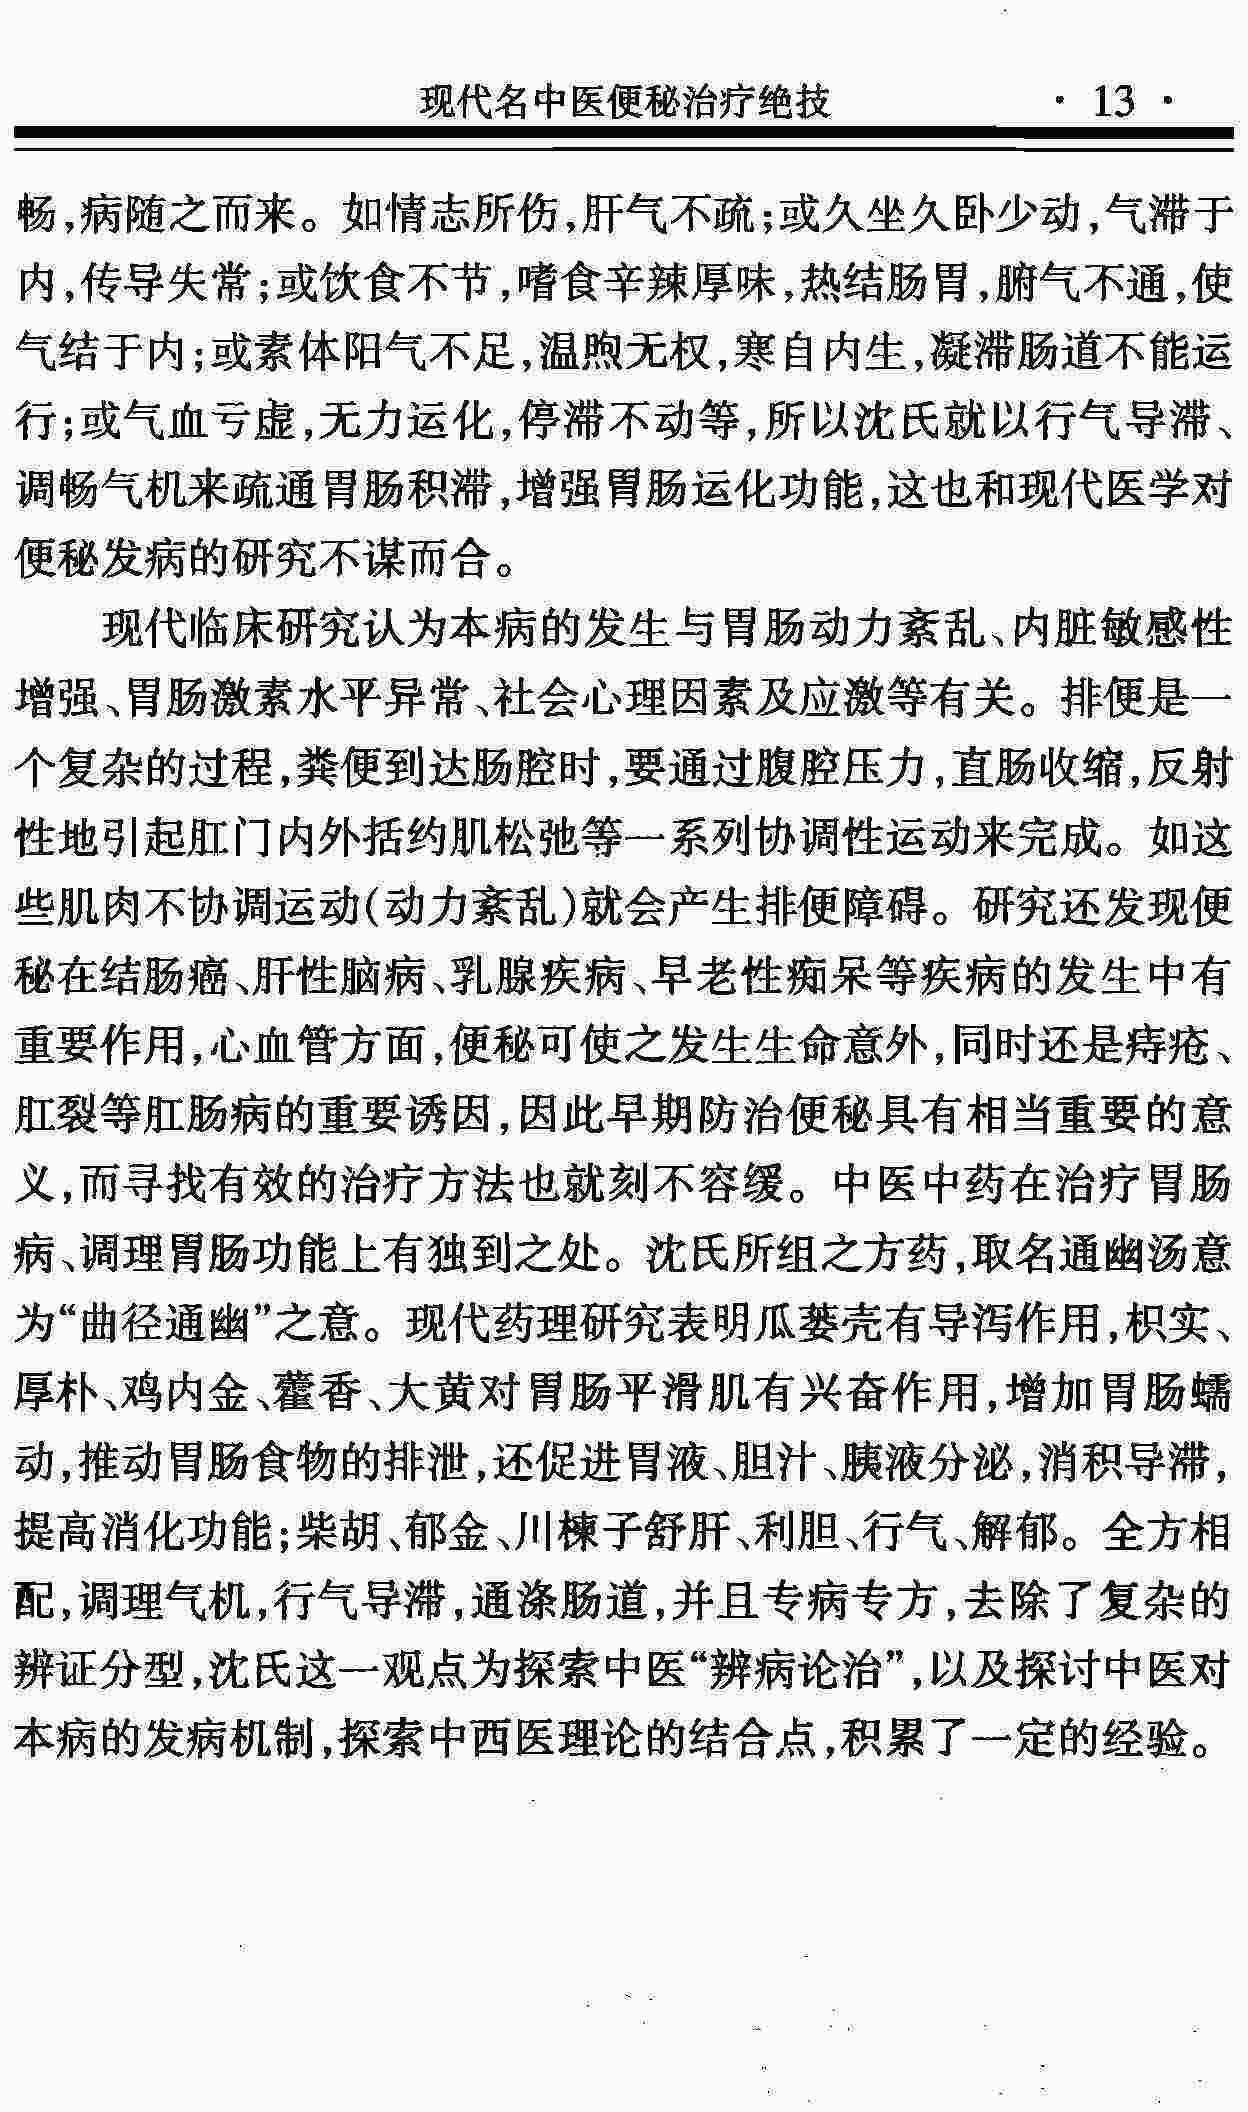 现代名中医便秘治疗绝技 · 13 ·
畅,病随之而来。如情志所伤,肝气不疏;或久坐久卧少动,气滞于
内,传导失常;或饮食不节,嗜食辛辣厚味,热结肠胃,腑气不通,使
气结于内;或素体阳气不足,温煦无权,寒自内生,凝滞肠道不能运
行;或气血亏虚,无力运化,停滞不动等,所以沈氏就以行气导滞、
调畅气机来疏通胃肠积滞,增强胃肠运化功能,这也和现代医学对
便秘发病的研究不谋而合。
现代临床研究认为本病的发生与胃肠动力紊乱、内脏敏感性
增强、胃肠激素水平异常、社会心理因素及应激等有关。排便是一
个复杂的过程,粪便到达肠腔时,要通过腹腔压力,直肠收缩,反射
性地引起肛门内外括约肌松弛等一系列协调性运动来完成。如这
些肌肉不协调运动(动力紊乱)就会产生排便障碍。研究还发现便
秘在结肠癌、肝性脑病、乳腺疾病、早老性痴呆等疾病的发生中有
重要作用,心血管方面,便秘可使之发生生命意外,同时还是痔疮、
肛裂等肛肠病的重要诱因,因此早期防治便秘具有相当重要的意
义,而寻找有效的治疗方法也就刻不容缓。中医中药在治疗胃肠
病、调理胃肠功能上有独到之处。沈氏所组之方药,取名通幽汤意
为“曲径通幽”之意。现代药理研究表明瓜蒌壳有导泻作用,枳实、
厚朴、鸡内金、藿香、大黄对胃肠平滑肌有兴奋作用,增加胃肠蠕
动,推动胃肠食物的排泄,还促进胃液、胆汁、胰液分泌,消积导滞,
提高消化功能;柴胡、郁金、川楝子舒肝、利胆、行气、解郁。全方相
配,调理气机,行气导滞,通涤肠道,并且专病专方,去除了复杂的
辨证分型,沈氏这一观点为探索中医“辨病论治”,以及探讨中医对
本病的发病机制,探索中西医理论的结合点,积累了一定的经验。